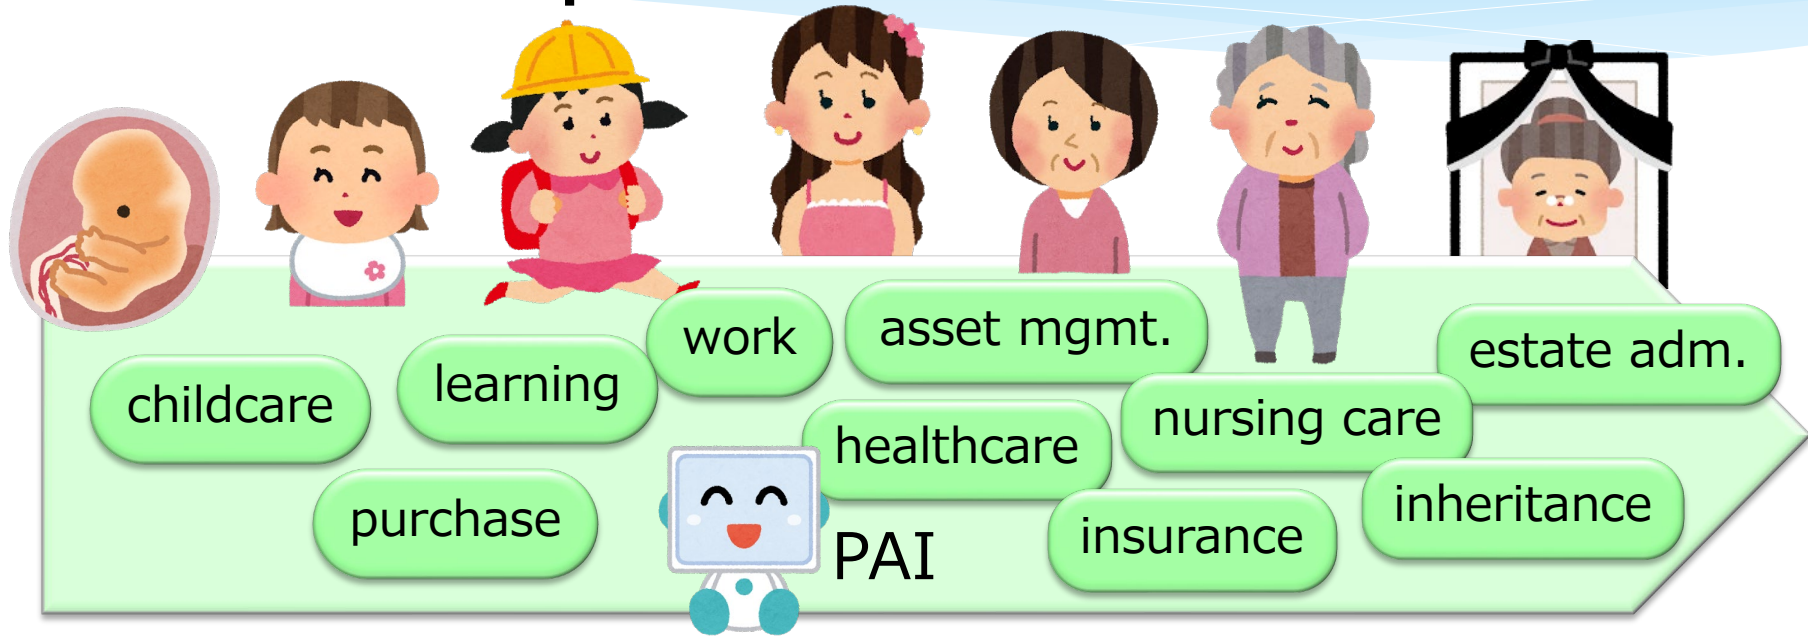 work
asset mgmt.
estate adm.
childcare
learning
healthcare
nursing care
purchase
PAI
insurance
inheritance